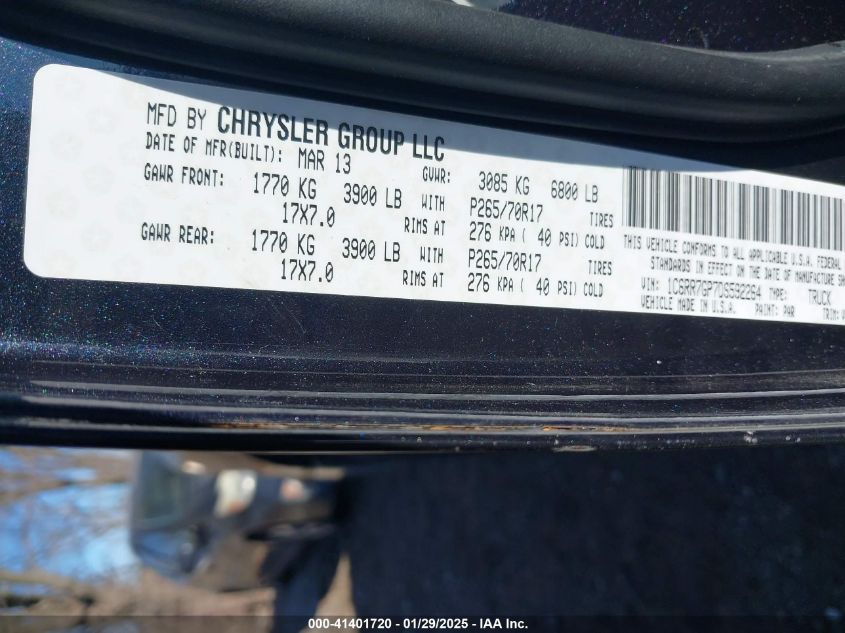 MFD BY CHRYSLER GROUP LLC
DATE OF MFR(BUILT): MAR 13 GVWR: 3085 KG 6800 LB
GAWR FRONT: 1770 KG 3900 LB WITH P265/70R17 TIRES
17X7.0 RIMS AT 276 KPA ( 40 PSI) COLD
GAWR REAR: 1770 KG 3900 LB WITH P265/70R17 TIRES
17X7.0 RIMS AT 276 KPA ( 40 PSI) COLD
THIS VEHICLE CONFORMS TO ALL APPLICABLE U.S.A. FEDERAL
STANDARDS IN EFFECT ON THE DATE OF MANUFACTURE
VIN: 1C6RR7GP7DS592294 TYPE: TRUCK
VEHICLE MADE IN U.S.A. PAINT: PAR TRIM:
000-41401720 - 01/29/2025 - IAA Inc.